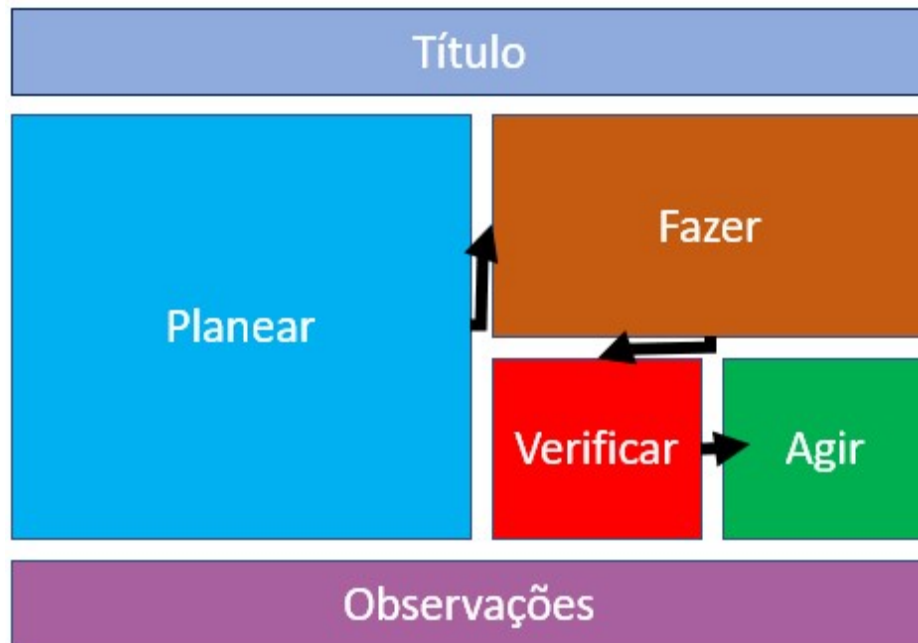 Título
Planear
Fazer
Verificar
Agir
Observações